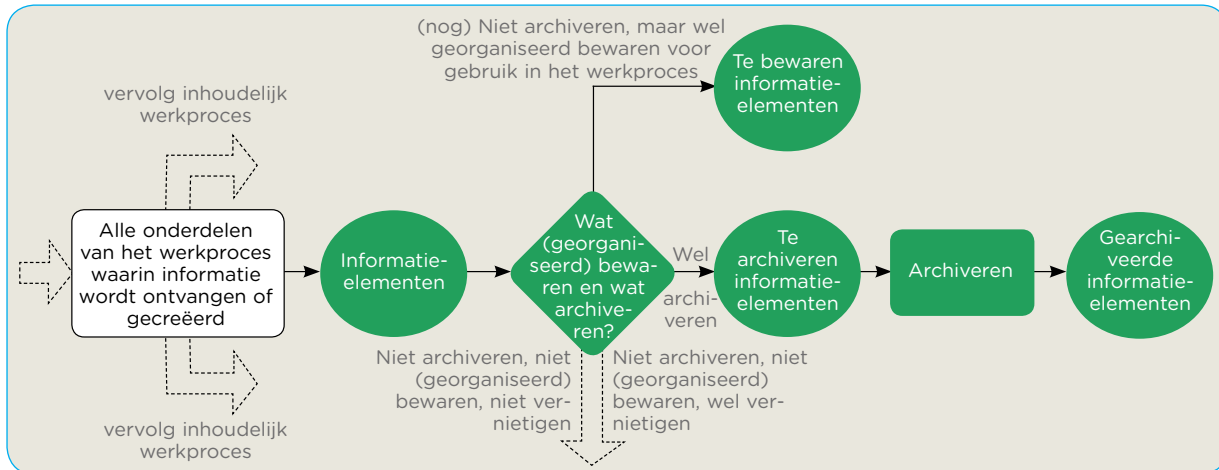 (nog) Niet archiveren, maar wel
georganiseerd bewaren voor
gebruik in het werkproces
Te bewaren
informatie-
elementen
vervolg inhoudelijk
werkproces
Alle onderdelen
van het werkproces
waarin informatie
wordt ontvangen of
gecreëerd
Informatie-
elementen
Wat
(georgani-
seerd) bewa-
ren en wat
archive-
ren?
Wel
archi-
veren
Te
archiveren
informatie-
elementen
Archiveren
Gearchi-
veerde
informatie-
elementen
Niet archiveren, niet
(georganiseerd)
bewaren, niet ver-
nietigen
Niet archiveren, niet
(georganiseerd)
bewaren, wel ver-
nietigen
vervolg inhoudelijk
werkproces